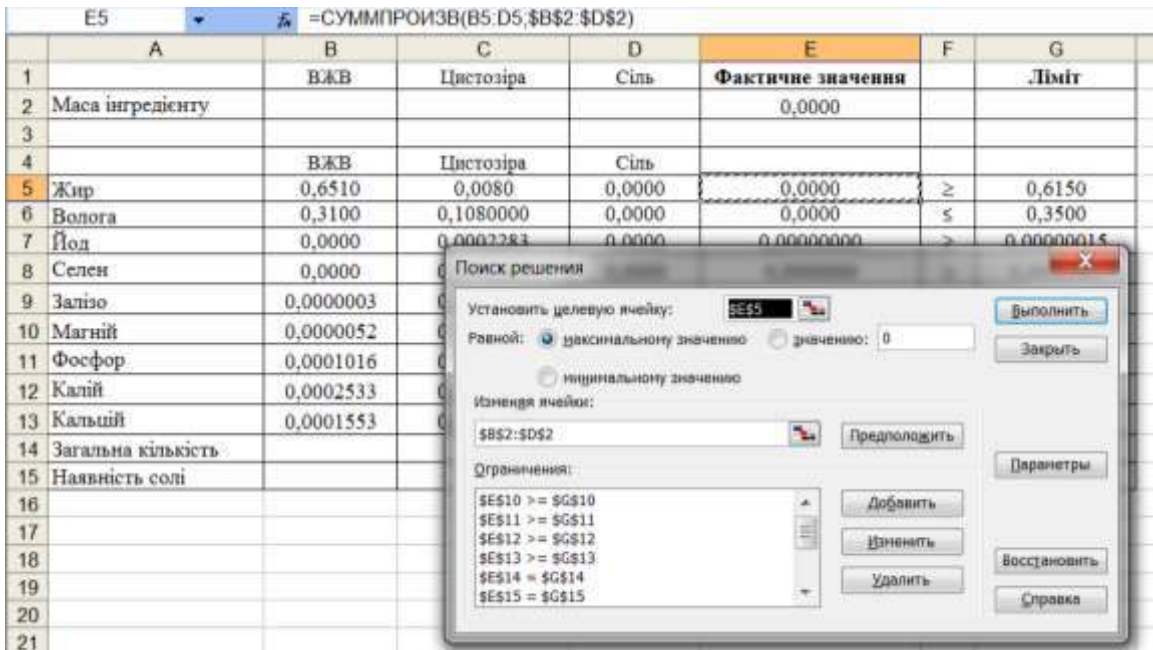 E5 fx =СУММПРОИЗВ(B5:D5;$B$2:$D$2)
A B C D E F G
1 ВЖВ Цистозіра Сіль Фактичне значення Ліміт
2 Маса інгредієнту 0,0000
3
4 ВЖВ Цистозіра Сіль
5 Жир 0,6510 0,0080 0,0000 0,0000 ≥ 0,6150
6 Волога 0,3100 0,1080000 0,0000 0,0000 ≤ 0,3500
7 Йод 0,0000 0,0002283 0,0000 0,00000000 ≥ 0,00000015
8 Селен 0,0000
9 Залізо 0,0000003
10 Магній 0,0000052
11 Фосфор 0,0001016
12 Калій 0,0002533
13 Кальцій 0,0001553
14 Загальна кількість
15 Наявність солі
16
17
18
19
20
21
Поиск решения
Установить целевую ячейку: $E$5 Выполнить
Равной: максимальному значению значению: 0 Закрыть
минимальному значению
Изменяя ячейки:
$B$2:$D$2 Предположить
Ограничения: Параметры
$E$10 >= $G$10 Добавить
$E$11 >= $G$11
$E$12 >= $G$12 Изменить
$E$13 >= $G$13 Восстановить
$E$14 = $G$14 Удалить
$E$15 = $G$15 Справка